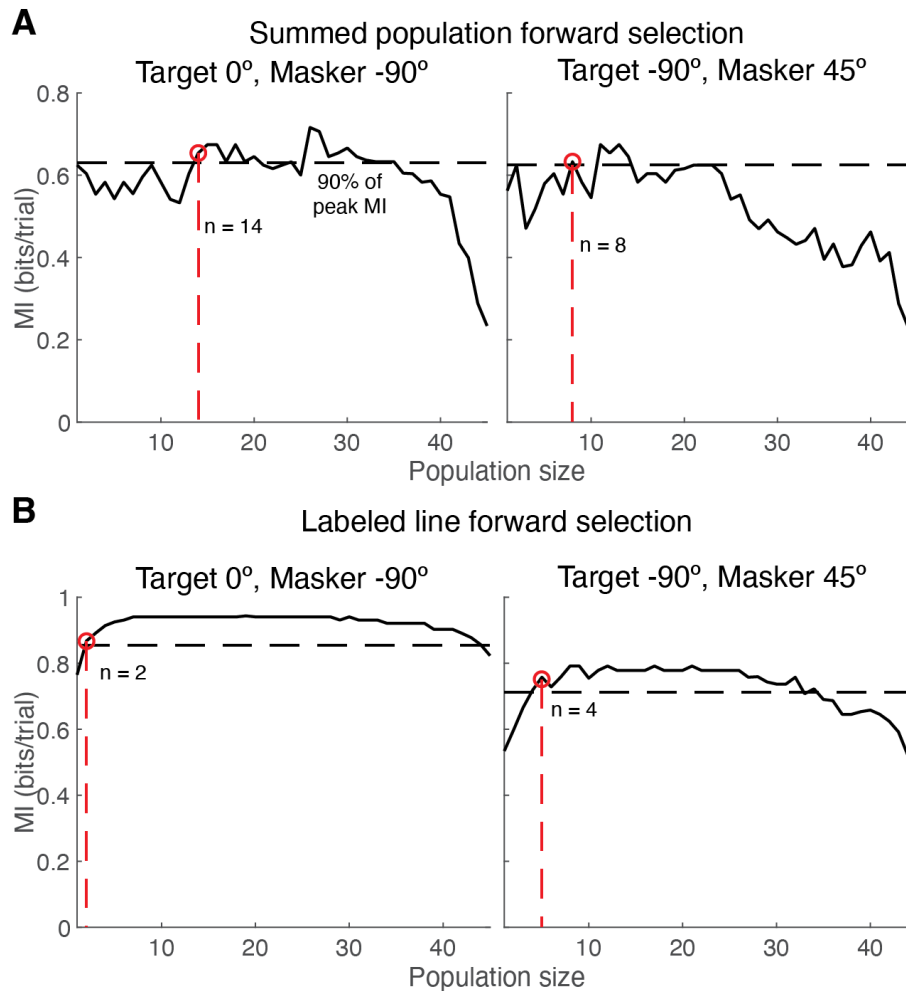 A
Summed population forward selection
Target 0º, Masker -90º
Target -90º, Masker 45º
MI (bits/trial)
0.8
0.6
0.4
0.2
0
90% of
peak MI
n = 14
n = 8
10 20 30 40
10 20 30 40
Population size
B
Labeled line forward selection
Target 0º, Masker -90º
Target -90º, Masker 45º
MI (bits/trial)
1
0.8
0.6
0.4
0.2
0
n = 2
n = 4
10 20 30 40
10 20 30 40
Population size